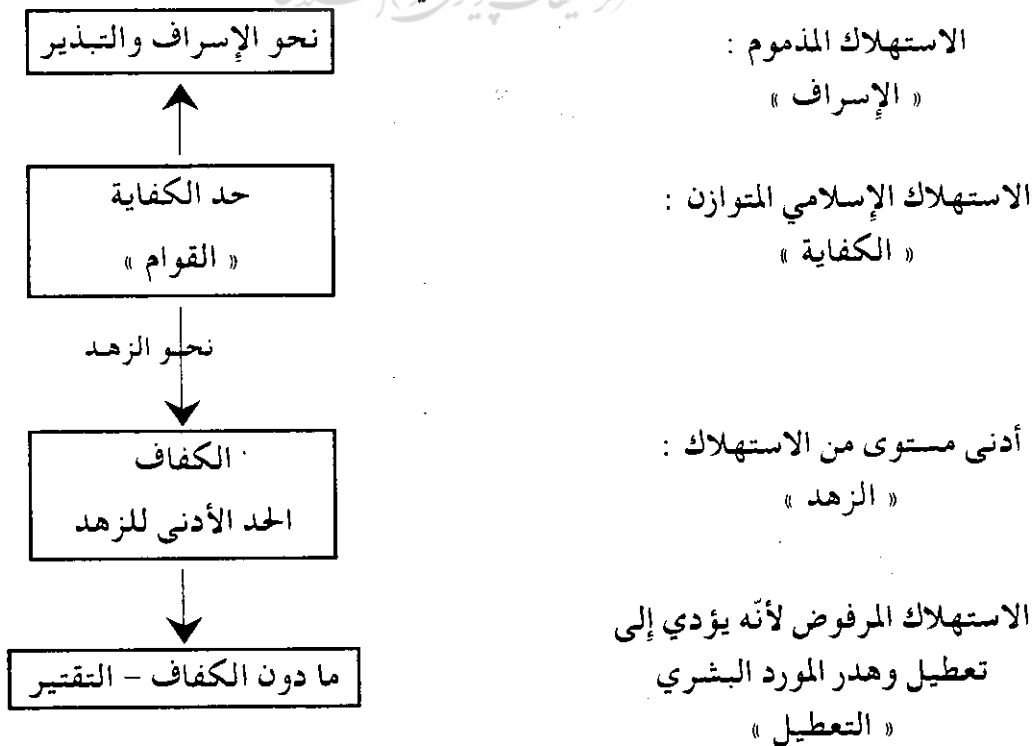 الاستهلاك المذموم :
« الإسراف »
نحو الإسراف والتبذير
الاستهلاك الإسلامي المتوازن :
« الكفاية »
حد الكفاية
« القوام »
نحو الزهد
أدنى مستوى من الاستهلاك :
« الزهد »
الكفاف
الحد الأدنى للزهد
الاستهلاك المرفوض لأنّه يؤدي إلى
تعطيل وهدر المورد البشري
« التعطيل »
ما دون الكفاف – التقتير